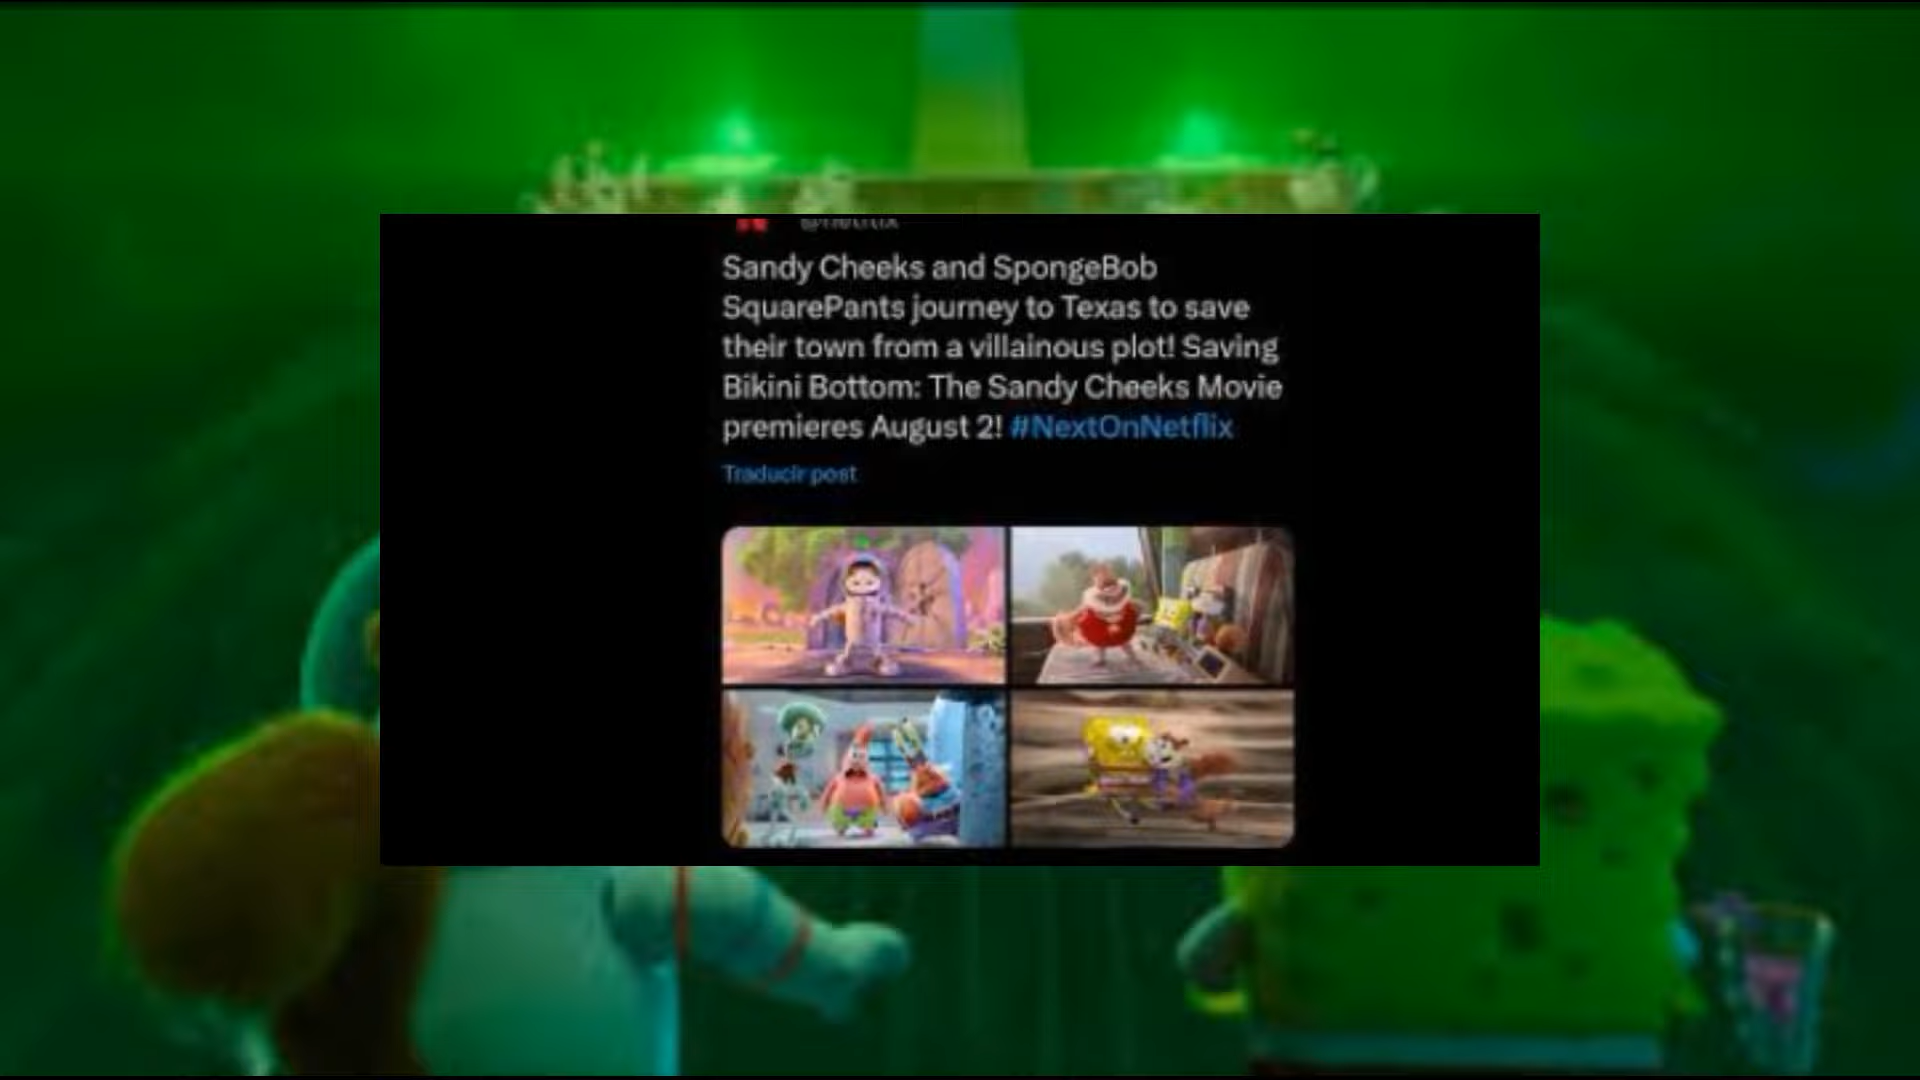 @netflix
Sandy Cheeks and SpongeBob
SquarePants journey to Texas to save
their town from a villainous plot! Saving
Bikini Bottom: The Sandy Cheeks Movie
premieres August 2! #NextOnNetflix
Traducir post